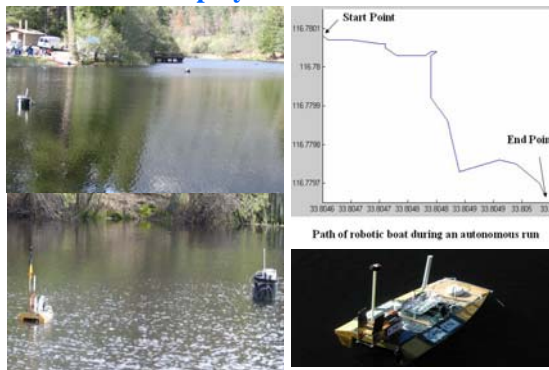 116.7801
Start Point
116.78
116.7799
116.7798
End Point
116.7797
33.8046 33.8047 33.8047 33.8048 33.8048 33.8049 33.8049 33.805
Path of robotic boat during an autonomous run